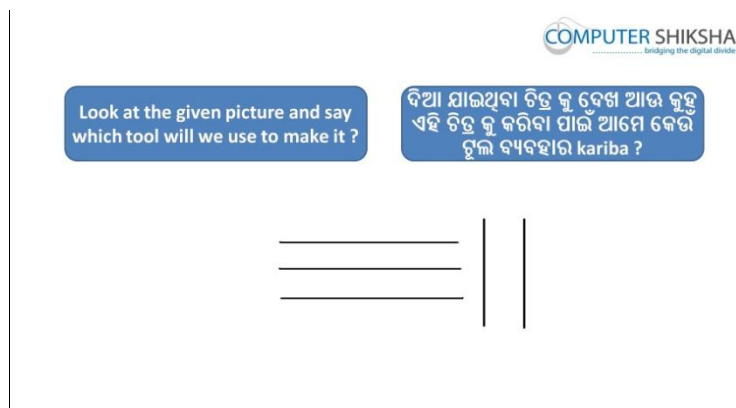 COMPUTER SHIKSHA
bridging the digital divide
Look at the given picture and say
which tool will we use to make it ?
ଦିଆ ଯାଇଥିବା ଚିତ୍ର କୁ ଦେଖ ଆଉ କୁହ
ଏହି ଚିତ୍ର କୁ କରିବା ପାଇଁ ଆମେ କେଉଁ
ଟୁଲ ବ୍ୟବହାର kariba ?